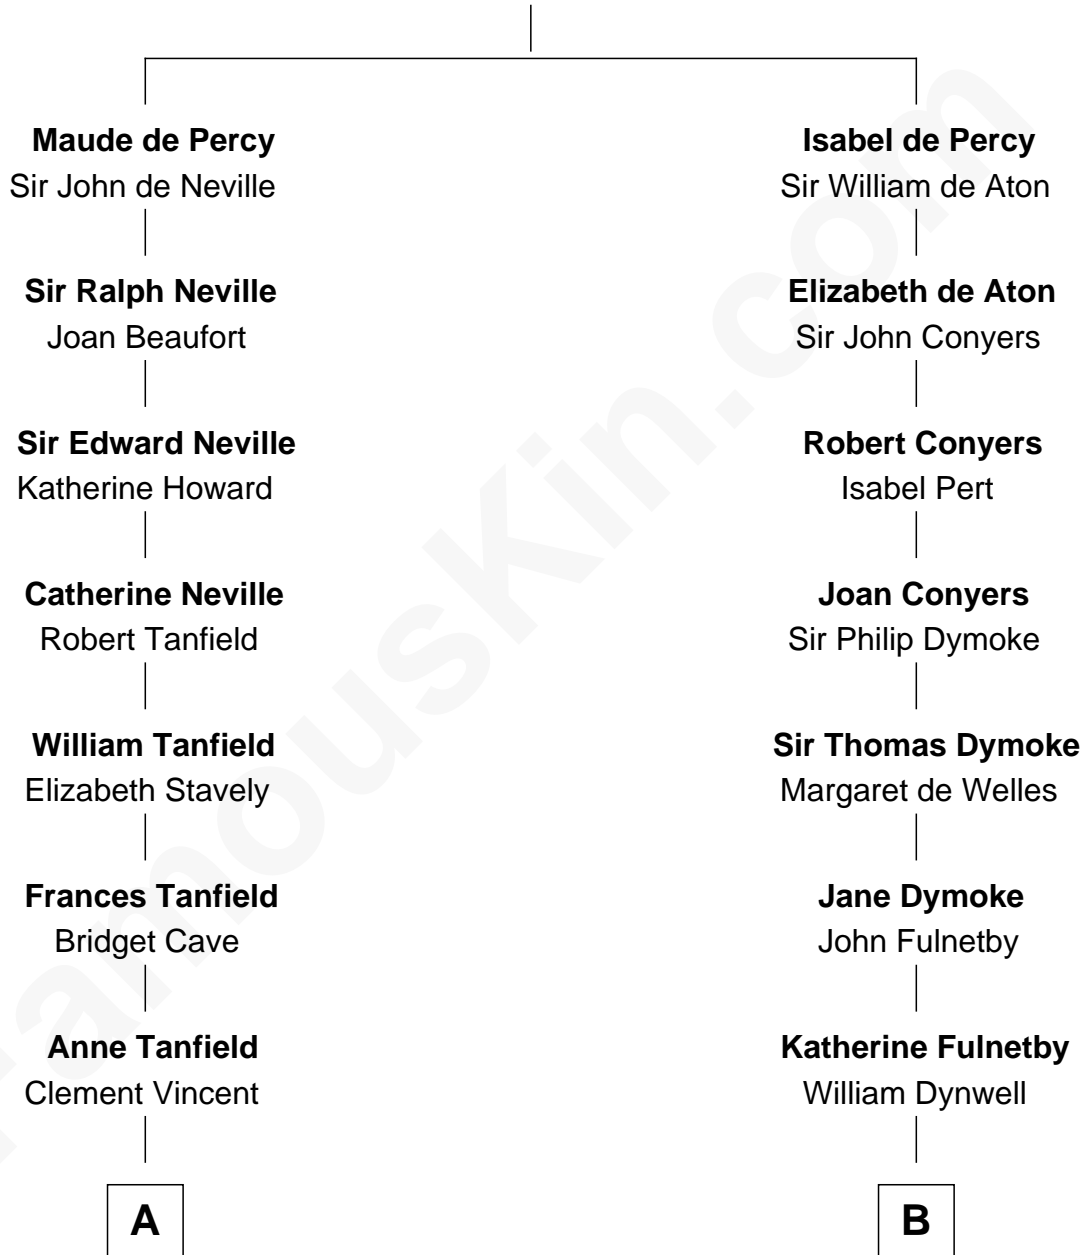 Maude de Percy
Sir John de Neville
Isabel de Percy
Sir William de Aton
Sir Ralph Neville
Joan Beaufort
Elizabeth de Aton
Sir John Conyers
Sir Edward Neville
Katherine Howard
Robert Conyers
Isabel Pert
Catherine Neville
Robert Tanfield
Joan Conyers
Sir Philip Dymoke
William Tanfield
Elizabeth Stavely
Sir Thomas Dymoke
Margaret de Welles
Frances Tanfield
Bridget Cave
Jane Dymoke
John Fulnetby
Anne Tanfield
Clement Vincent
Katherine Fulnetby
William Dynwell
A
B
FamousKin.com